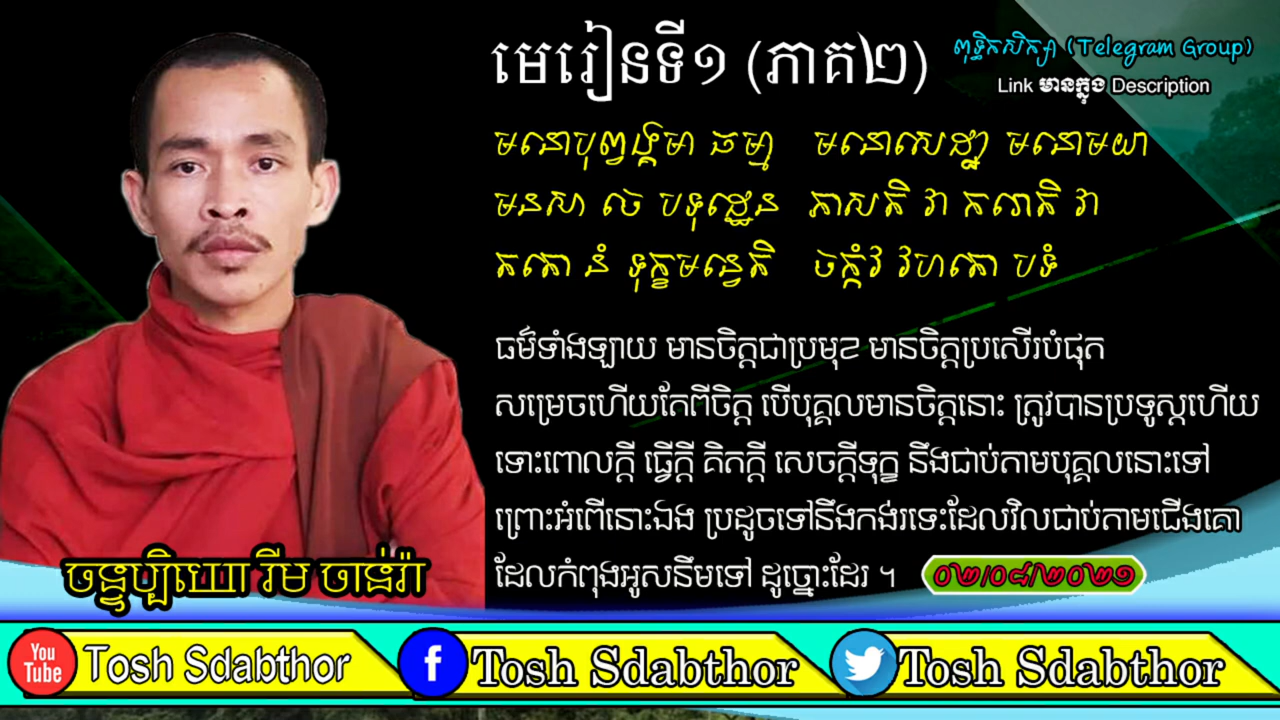 មេរៀនទី១ (ភាគ២)
ពុទ្ធិកសិក្សា (Telegram Group)
Link មានក្នុង Description
មនោបុព្វង្គមា ធម្មា មនោសេដ្ឋា មនោមយា
មនសា ចេ បទុដ្ឋេន ភាសតិ វា ករោតិ វា
តតោ នំ ទុក្ខមន្វេតិ ចក្កំវ វហតោ បទំ
ធម៌ទាំងឡាយ មានចិត្តជាប្រមុខ មានចិត្តប្រសើរបំផុត
សម្រេចហើយតែពីចិត្ត បើបុគ្គលមានចិត្តនោះ ត្រូវបានប្រទូស្តហើយ
ទោះពោលក្តី ធ្វើក្តី គិតក្តី សេចក្តីទុក្ខ នឹងជាប់តាមបុគ្គលនោះទៅ
ព្រោះអំពើនោះឯង ប្រដូចទៅនឹងកង់រទេះដែលវិលជាប់តាមជើងគោ
ដែលកំពុងអូសនឹមទៅ ដូច្នោះដែរ ។
០២/០៨/២០២១
ចន្ទប្បិយោ រីម ចាន់រ៉ា
You Tube Tosh Sdabthor
f Tosh Sdabthor
Tosh Sdabthor